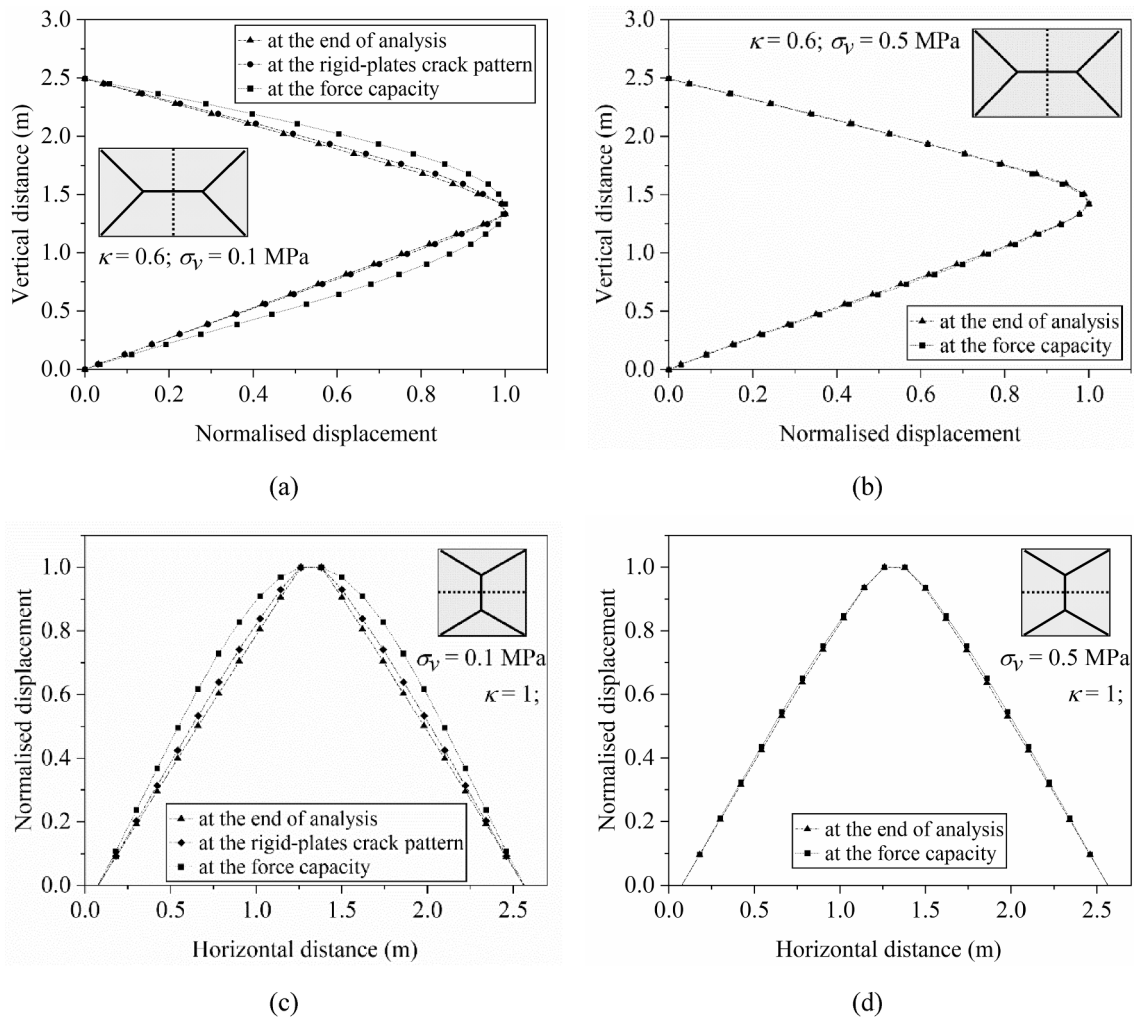 3.0
2.5
2.0
1.5
1.0
0.5
0.0
Vertical distance (m)
at the end of analysis
at the rigid-plates crack pattern
at the force capacity
κ = 0.6; σv = 0.1 MPa
0.0 0.2 0.4 0.6 0.8 1.0
Normalised displacement
(a)
3.0
2.5
2.0
1.5
1.0
0.5
0.0
Vertical distance (m)
κ = 0.6; σv = 0.5 MPa
at the end of analysis
at the force capacity
0.0 0.2 0.4 0.6 0.8 1.0
Normalised displacement
(b)
1.0
0.8
0.6
0.4
0.2
0.0
Normalised displacement
σv = 0.1 MPa
κ = 1;
at the end of analysis
at the rigid-plates crack pattern
at the force capacity
0.0 0.5 1.0 1.5 2.0 2.5
Horizontal distance (m)
(c)
1.0
0.8
0.6
0.4
0.2
0.0
Normalised displacement
σv = 0.5 MPa
κ = 1;
at the end of analysis
at the force capacity
0.0 0.5 1.0 1.5 2.0 2.5
Horizontal distance (m)
(d)